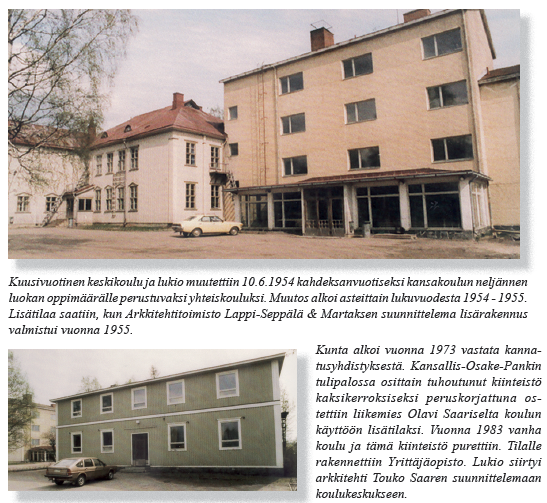 Kuusivuotinen keskikoulu ja lukio muutettiin 10.6.1954 kahdeksanvuotiseksi kansakoulun neljännen
luokan oppimäärälle perustuvaksi yhteiskouluksi. Muutos alkoi asteittain lukuvuodesta 1954 - 1955.
Lisätilaa saatiin, kun Arkkitehtitoimisto Lappi-Seppälä & Martaksen suunnittelema lisärakennus
valmistui vuonna 1955.
Kunta alkoi vuonna 1973 vastata kanna-
tusyhdistyksestä. Kansallis-Osake-Pankin
tulipalossa osittain tuhoutunut kiinteistö
kaksikerroksiseksi peruskorjattuna os-
tettiin liikemies Olavi Saariselta koulun
käyttöön lisätilaksi. Vuonna 1983 vanha
koulu ja tämä kiinteistö purettiin. Tilalle
rakennettiin Yrittäjäopisto. Lukio siirtyi
arkkitehti Touko Saaren suunnittelemaan
koulukeskukseen.